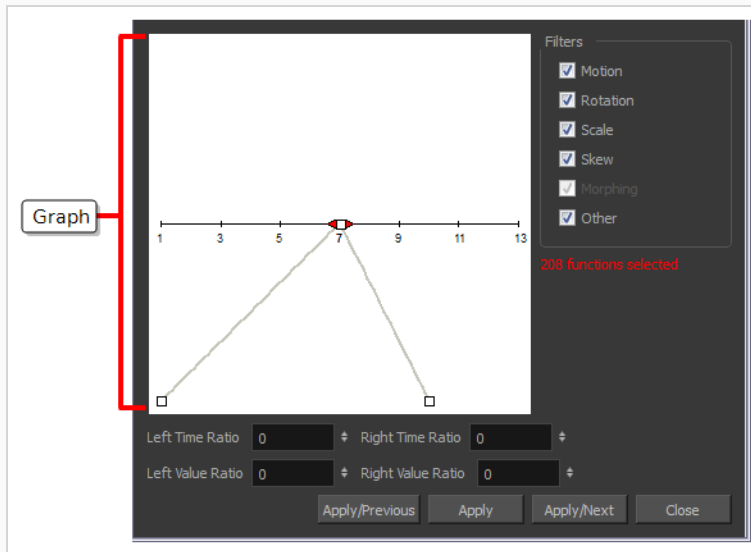 Graph
1 3 5 7 9 11 13
Filters
Motion
Rotation
Scale
Skew
Morphing
Other
208 functions selected
Left Time Ratio 0 Right Time Ratio 0
Left Value Ratio 0 Right Value Ratio 0
Apply/Previous Apply Apply/Next Close